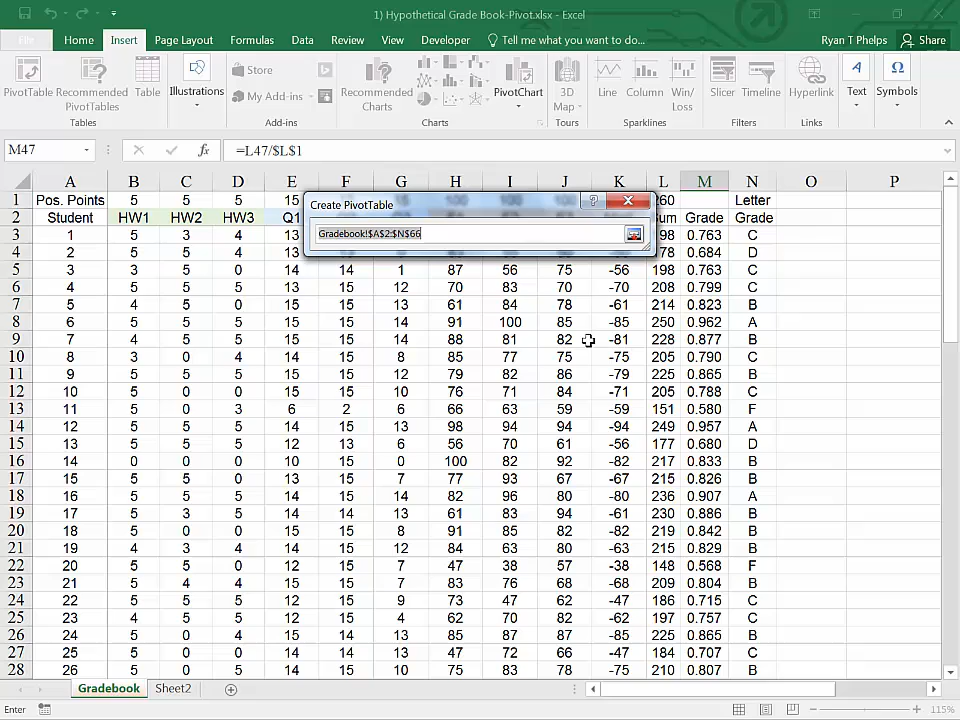 1) Hypothetical Grade Book-Pivot.xlsx - Excel
File Home Insert Page Layout Formulas Data Review View Developer Tell me what you want to do... Ryan T Phelps Share
PivotTable Recommended PivotTables Table Illustrations Store My Add-ins Recommended Charts PivotChart 3D Map Line Column Win/Loss Slicer Timeline Hyperlink Text Symbols
Tables Add-ins Charts Tours Sparklines Filters Links
M47 fx =L47/$L$1
A B C D E F G H I J K L M N O P
Create PivotTable ?
Gradebook!$A$2:$N$66
1 Pos. Points 5 5 5 15 260 Letter
2 Student HW1 HW2 HW3 Q1 um Grade Grade
3 1 5 3 4 13 198 0.763 C
4 2 5 5 4 178 0.684 D
5 3 3 5 0 14 14 1 87 56 75 -56 198 0.763 C
6 4 5 5 5 13 15 12 70 83 70 -70 208 0.799 C
7 5 4 5 0 13 15 13 61 84 78 -61 214 0.823 B
8 6 5 5 5 15 15 14 91 100 85 -85 250 0.962 A
9 7 4 5 5 15 15 14 88 81 82 -81 228 0.877 B
10 8 3 0 4 14 15 8 85 77 75 -75 205 0.790 C
11 9 5 5 5 15 15 12 79 82 86 -79 225 0.865 B
12 10 5 0 0 15 15 10 76 71 84 -71 205 0.788 C
13 11 5 0 3 6 2 6 66 63 59 -59 151 0.580 F
14 12 5 5 5 14 15 13 98 94 94 -94 249 0.957 A
15 13 5 5 5 12 13 6 56 70 61 -56 177 0.680 D
16 14 0 0 0 10 15 0 100 82 92 -82 217 0.833 B
17 15 5 0 0 13 15 7 77 93 67 -67 215 0.826 B
18 16 5 5 5 14 15 14 82 96 80 -80 236 0.907 A
19 17 5 3 5 14 14 13 61 83 94 -61 230 0.886 B
20 18 5 0 0 15 15 8 91 85 82 -82 219 0.842 B
21 19 4 3 4 14 15 12 84 63 80 -63 215 0.829 B
22 20 5 5 0 12 15 7 47 38 57 -38 148 0.568 F
23 21 5 4 4 14 15 7 83 76 68 -68 209 0.804 B
24 22 5 5 5 12 15 9 73 47 62 -47 186 0.715 C
25 23 4 5 5 12 15 4 62 70 82 -62 197 0.757 C
26 24 5 0 4 15 14 13 85 87 87 -85 225 0.865 B
27 25 5 0 0 14 14 13 47 72 66 -47 184 0.707 C
28 26 5 0 0 14 15 10 75 83 78 -75 210 0.807 B
Gradebook Sheet2
Enter 115%